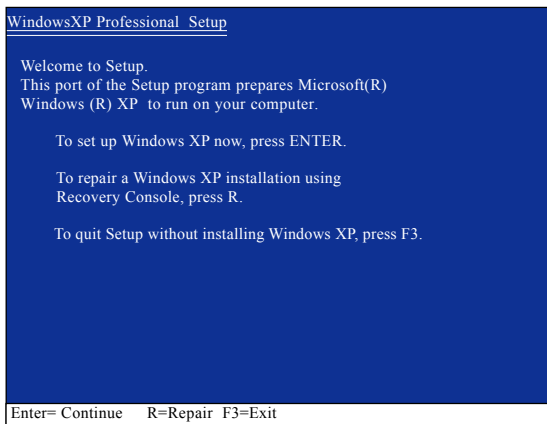 WindowsXP Professional Setup
Welcome to Setup.
This port of the Setup program prepares Microsoft(R)
Windows (R) XP to run on your computer.
To set up Windows XP now, press ENTER.
To repair a Windows XP installation using
Recovery Console, press R.
To quit Setup without installing Windows XP, press F3.
Enter= Continue R=Repair F3=Exit